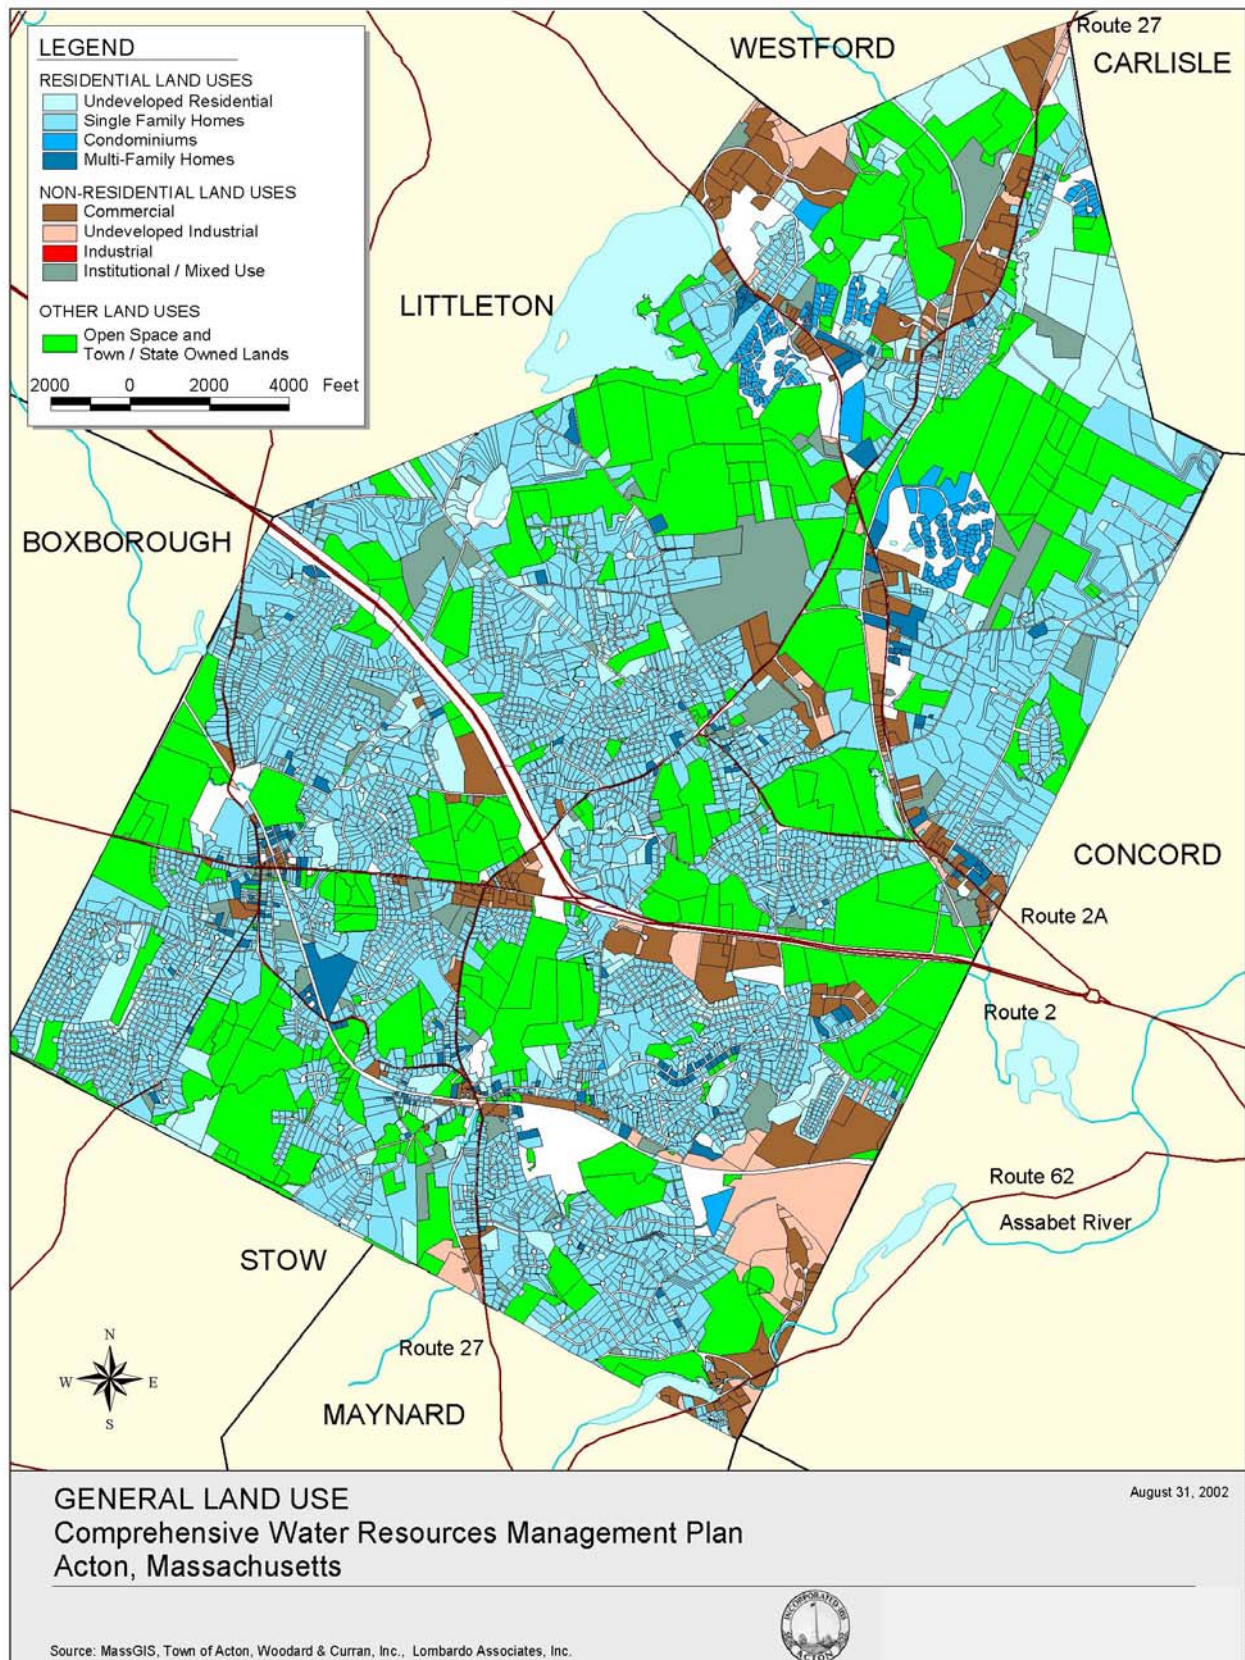 LEGEND
RESIDENTIAL LAND USES
Undeveloped Residential
Single Family Homes
Condominiums
Multi-Family Homes
NON-RESIDENTIAL LAND USES
Commercial
Undeveloped Industrial
Industrial
Institutional / Mixed Use
OTHER LAND USES
Open Space and
Town / State Owned Lands
2000 0 2000 4000 Feet
WESTFORD
Route 27
CARLISLE
LITTLETON
BOXBOROUGH
CONCORD
Route 2A
Route 2
Route 62
Assabet River
STOW
Route 27
MAYNARD
N
W E
S
GENERAL LAND USE
Comprehensive Water Resources Management Plan
Acton, Massachusetts
August 31, 2002
INCORPORATED 1735
ACTON
Source: MassGIS, Town of Acton, Woodard & Curran, Inc., Lombardo Associates, Inc.